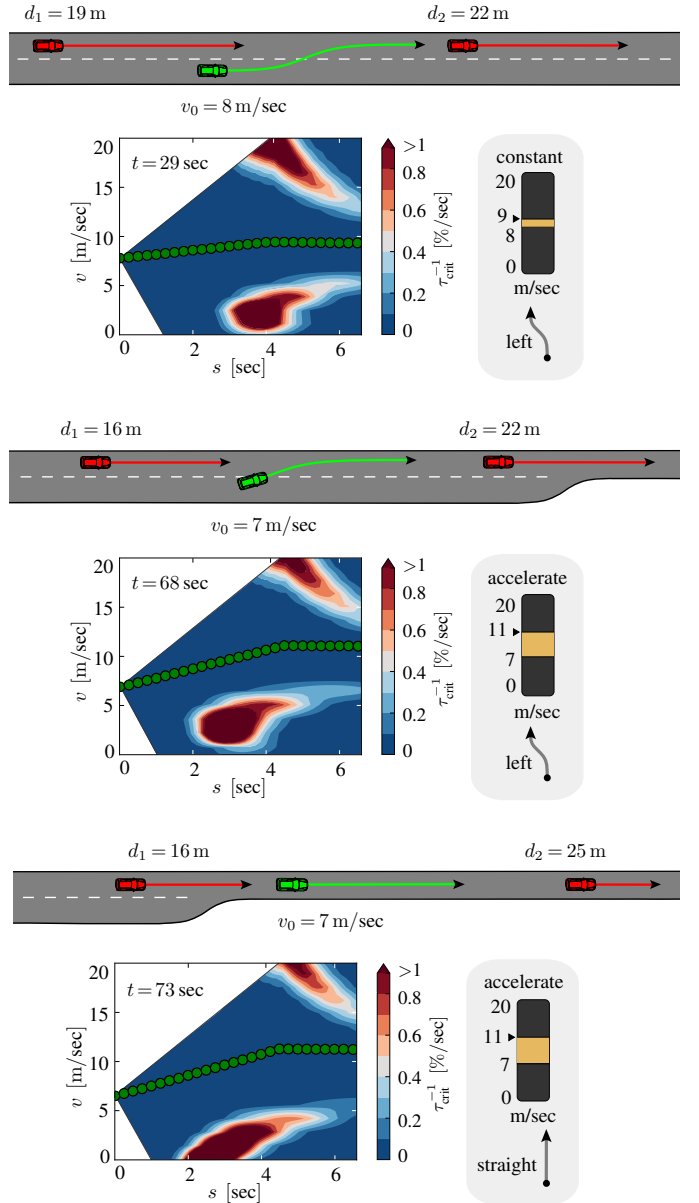 d₁ = 19 m d₂ = 22 m
v₀ = 8 m/sec
t = 29 sec
20
15
10
5
0
v [m/sec]
0 2 4 6
s [sec]
>1
0.8
0.6
0.4
0.2
0
τ_crit⁻¹ [%/sec]
constant
20
9
8
0
m/sec
left
d₁ = 16 m d₂ = 22 m
v₀ = 7 m/sec
t = 68 sec
20
15
10
5
0
v [m/sec]
0 2 4 6
s [sec]
>1
0.8
0.6
0.4
0.2
0
τ_crit⁻¹ [%/sec]
accelerate
20
11
7
0
m/sec
left
d₁ = 16 m d₂ = 25 m
v₀ = 7 m/sec
t = 73 sec
20
15
10
5
0
v [m/sec]
0 2 4 6
s [sec]
>1
0.8
0.6
0.4
0.2
0
τ_crit⁻¹ [%/sec]
accelerate
20
11
7
0
m/sec
straight